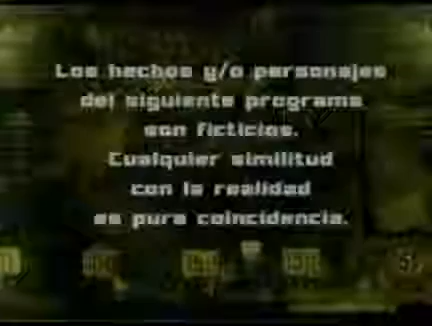 Los hechos y/o personajes
del siguiente programa
son ficticios.
Cualquier similitud
con la realidad
es pura coincidencia.